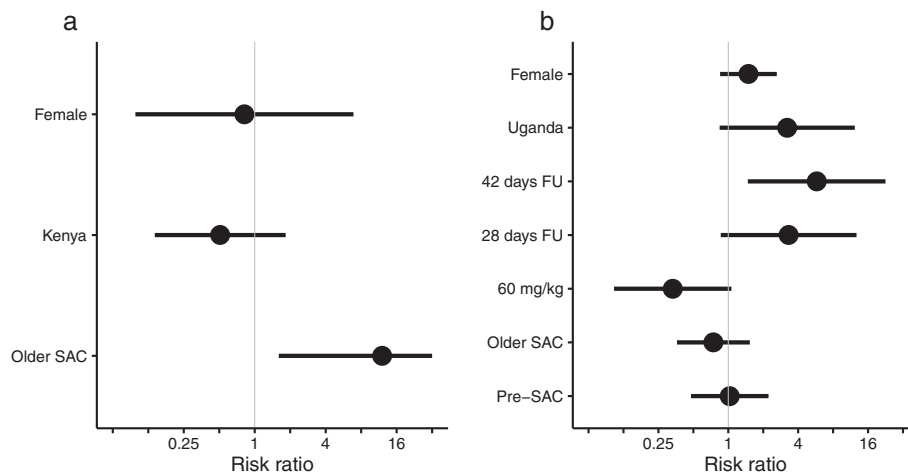 a
Female
Kenya
Older SAC
0.25 1 4 16
Risk ratio
b
Female
Uganda
42 days FU
28 days FU
60 mg/kg
Older SAC
Pre−SAC
0.25 1 4 16
Risk ratio